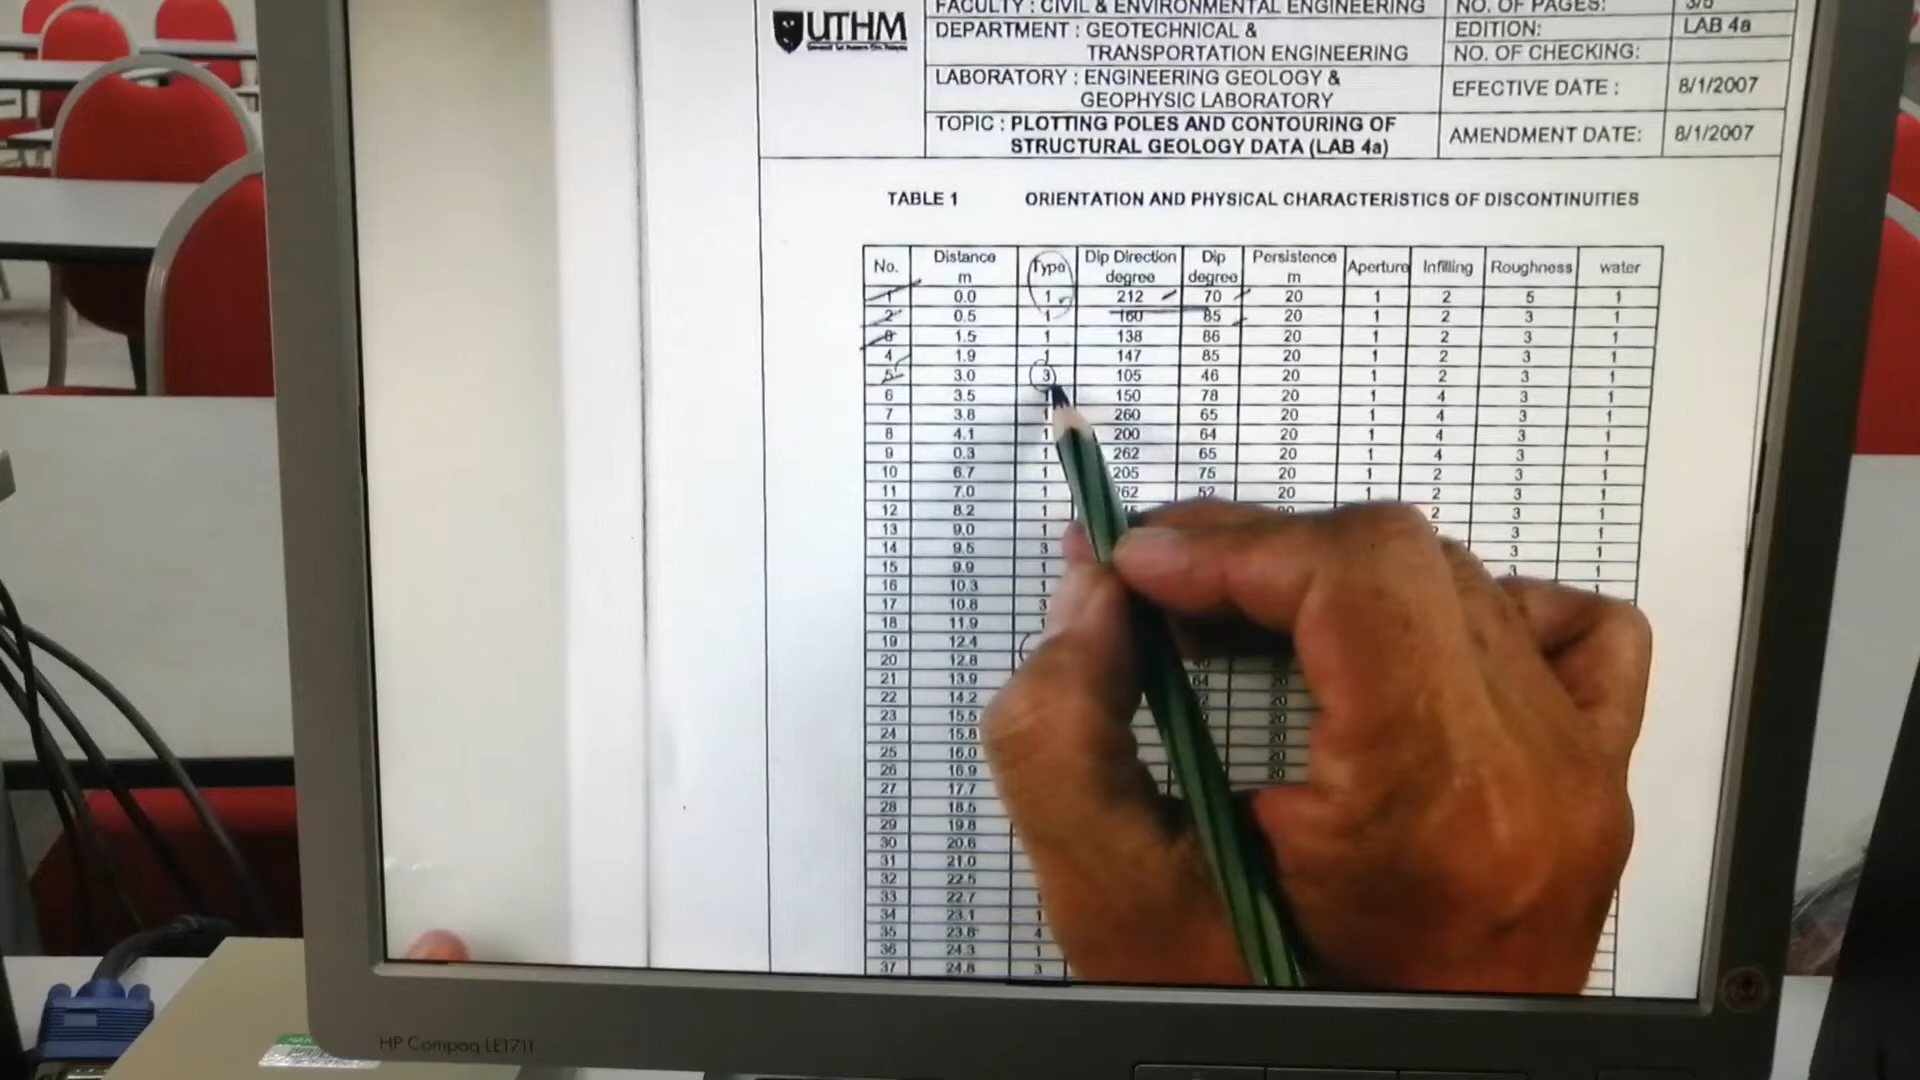 UTHM
FACULTY : CIVIL & ENVIRONMENTAL ENGINEERING NO. OF PAGES: 3/5
DEPARTMENT : GEOTECHNICAL & EDITION: LAB 4a
TRANSPORTATION ENGINEERING NO. OF CHECKING:
LABORATORY : ENGINEERING GEOLOGY & EFECTIVE DATE : 8/1/2007
GEOPHYSIC LABORATORY
TOPIC : PLOTTING POLES AND CONTOURING OF AMENDMENT DATE: 8/1/2007
STRUCTURAL GEOLOGY DATA (LAB 4a)
TABLE 1 ORIENTATION AND PHYSICAL CHARACTERISTICS OF DISCONTINUITIES
No. Distance m Type Dip Direction degree Dip degree Persistence m Aperture Infilling Roughness water
1 0.0 1 212 70 20 1 2 5 1
2 0.5 1 160 85 20 1 2 3 1
3 1.5 1 138 86 20 1 2 3 1
4 1.9 1 147 85 20 1 2 3 1
5 3.0 3 105 46 20 1 2 3 1
6 3.5 1 150 78 20 1 4 3 1
7 3.8 1 260 65 20 1 4 3 1
8 4.1 1 200 64 20 1 4 3 1
9 0.3 1 262 65 20 1 4 3 1
10 6.7 1 205 75 20 1 2 3 1
11 7.0 1 262 52 20 1 2 3 1
12 8.2 1 2 3 1
13 9.0 1 3 1
14 9.5 3 3 1
15 9.9 1 3 1
16 10.3 1
17 10.8 3
18 11.9 1
19 12.4
20 12.8
21 13.9 64 20
22 14.2 20
23 15.5 20
24 15.8 20
25 16.0 20
26 16.9 20
27 17.7
28 18.5
29 19.8
30 20.6
31 21.0
32 22.5
33 22.7
34 23.1 1
35 23.8 4
36 24.3 1
37 24.8 3
HP Compaq LE1711